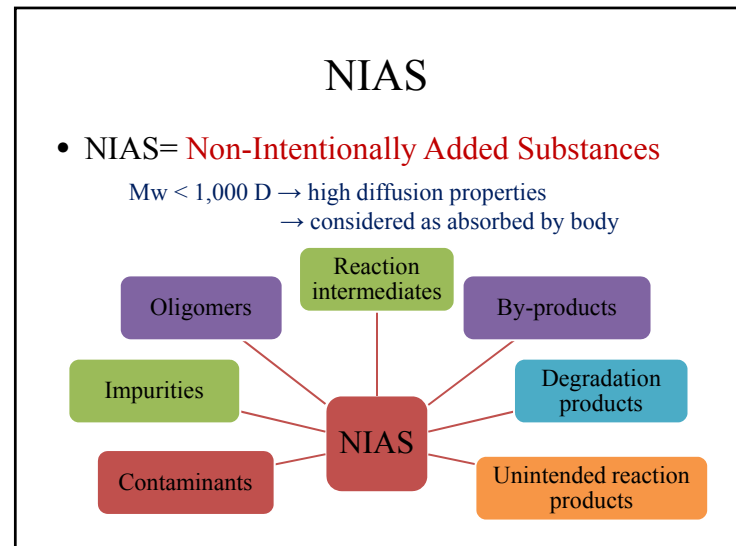 NIAS
• NIAS= Non-Intentionally Added Substances
Mw < 1,000 D → high diffusion properties
→ considered as absorbed by body
Reaction
intermediates
Oligomers
By-products
Impurities
Degradation
products
NIAS
Contaminants
Unintended reaction
products